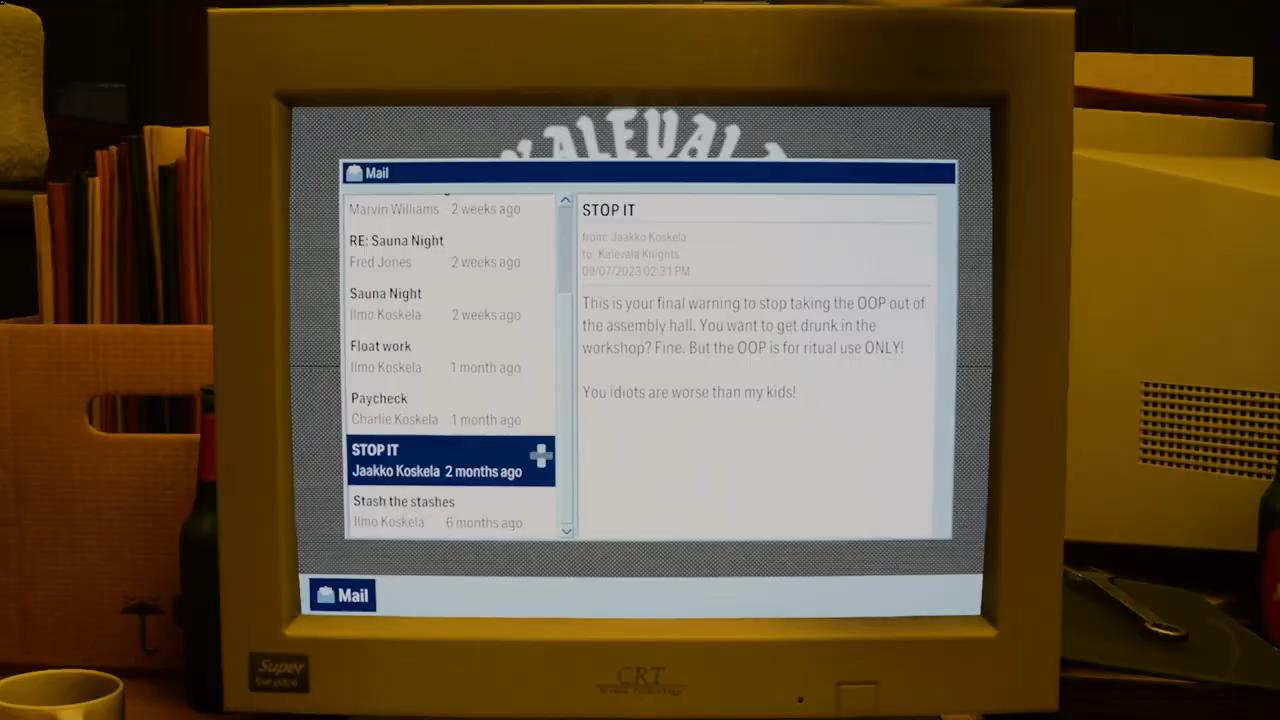 KALEVALA
Mail
Marvin Williams 2 weeks ago
RE: Sauna Night
Fred Jones 2 weeks ago
Sauna Night
Ilmo Koskela 2 weeks ago
Float work
Ilmo Koskela 1 month ago
Paycheck
Charlie Koskela 1 month ago
STOP IT
Jaakko Koskela 2 months ago
Stash the stashes
Ilmo Koskela 6 months ago
STOP IT
from: Jaakko Koskela
to: Kalevala Knights
09/07/2023 02:31 PM
This is your final warning to stop taking the OOP out of
the assembly hall. You want to get drunk in the
workshop? Fine. But the OOP is for ritual use ONLY!
You idiots are worse than my kids!
Mail
Super
CRT